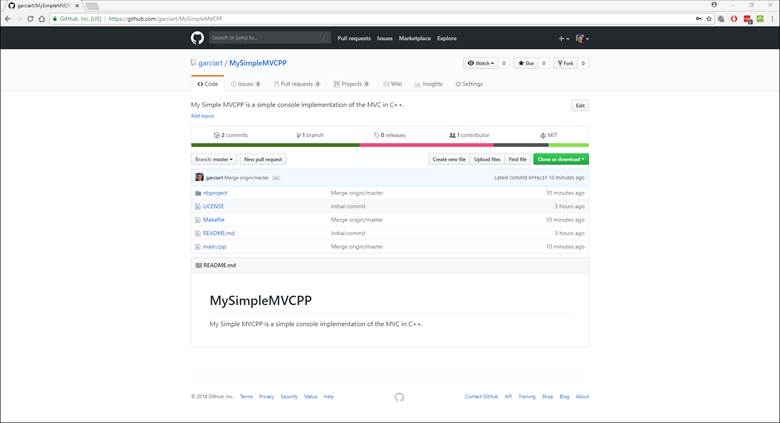 garciart/MySimpleMVCPP
GitHub, Inc. [US] | https://github.com/garciart/MySimpleMVCPP
Search or jump to... / Pull requests Issues Marketplace Explore
garciart / MySimpleMVCPP Watch 0 Star 0 Fork 0
Code Issues 0 Pull requests 0 Projects 0 Wiki Insights Settings
My Simple MVCPP is a simple console implementation of the MVC in C++. Edit
Add topics
2 commits 1 branch 0 releases 1 contributor MIT
Branch: master New pull request Create new file Upload files Find file Clone or download
garciart Merge origin/master ... Latest commit 10 minutes ago
nbproject Merge origin/master 10 minutes ago
LICENSE Initial commit 3 hours ago
Makefile Merge origin/master 10 minutes ago
README.md Initial commit 3 hours ago
main.cpp Merge origin/master 10 minutes ago
README.md
MySimpleMVCPP
My Simple MVCPP is a simple console implementation of the MVC in C++.
© 2018 GitHub, Inc. Terms Privacy Security Status Help Contact GitHub API Training Shop Blog About